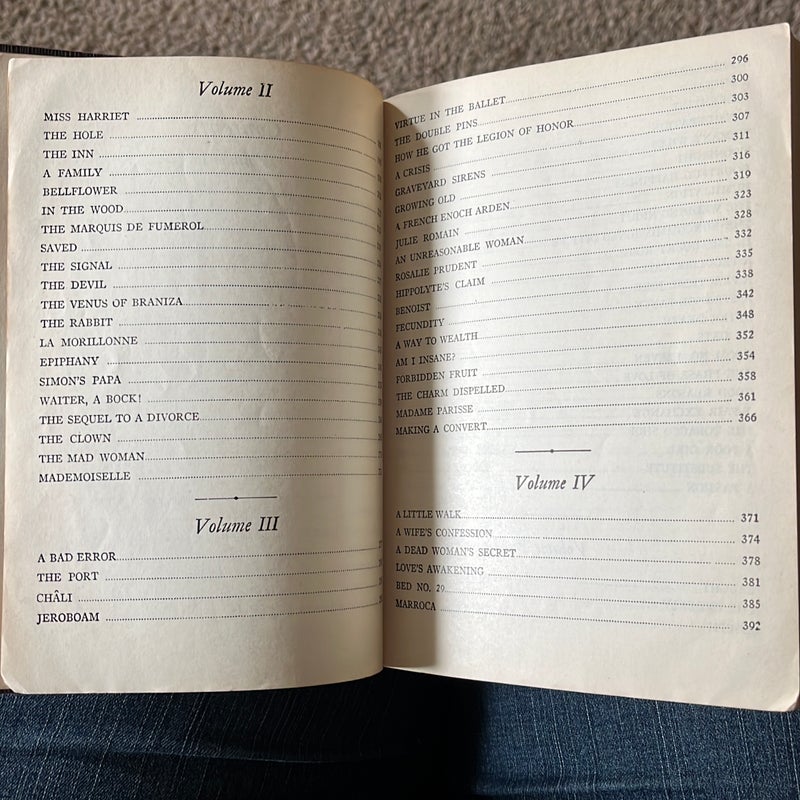 Volume II
MISS HARRIET
THE HOLE
THE INN
A FAMILY
BELLFLOWER
IN THE WOOD
THE MARQUIS DE FUMEROL
SAVED
THE SIGNAL
THE DEVIL
THE VENUS OF BRANIZA
THE RABBIT
LA MORILLONNE
EPIPHANY
SIMON'S PAPA
WAITER, A BOCK!
THE SEQUEL TO A DIVORCE
THE CLOWN
THE MAD WOMAN
MADEMOISELLE
Volume III
A BAD ERROR
THE PORT
CHÂLI
JEROBOAM
VIRTUE IN THE BALLET 296
THE DOUBLE PINS 300
HOW HE GOT THE LEGION OF HONOR 303
A CRISIS 307
GRAVEYARD SIRENS 311
GROWING OLD 316
A FRENCH ENOCH ARDEN 319
JULIE ROMAIN 323
AN UNREASONABLE WOMAN 328
ROSALIE PRUDENT 332
HIPPOLYTE'S CLAIM 335
BENOIST 338
FECUNDITY 342
A WAY TO WEALTH 348
AM I INSANE? 352
FORBIDDEN FRUIT 354
THE CHARM DISPELLED 358
MADAME PARISSE 361
MAKING A CONVERT 366
Volume IV
A LITTLE WALK 371
A WIFE'S CONFESSION 374
A DEAD WOMAN'S SECRET 378
LOVE'S AWAKENING 381
BED NO. 29 385
MARROCA 392